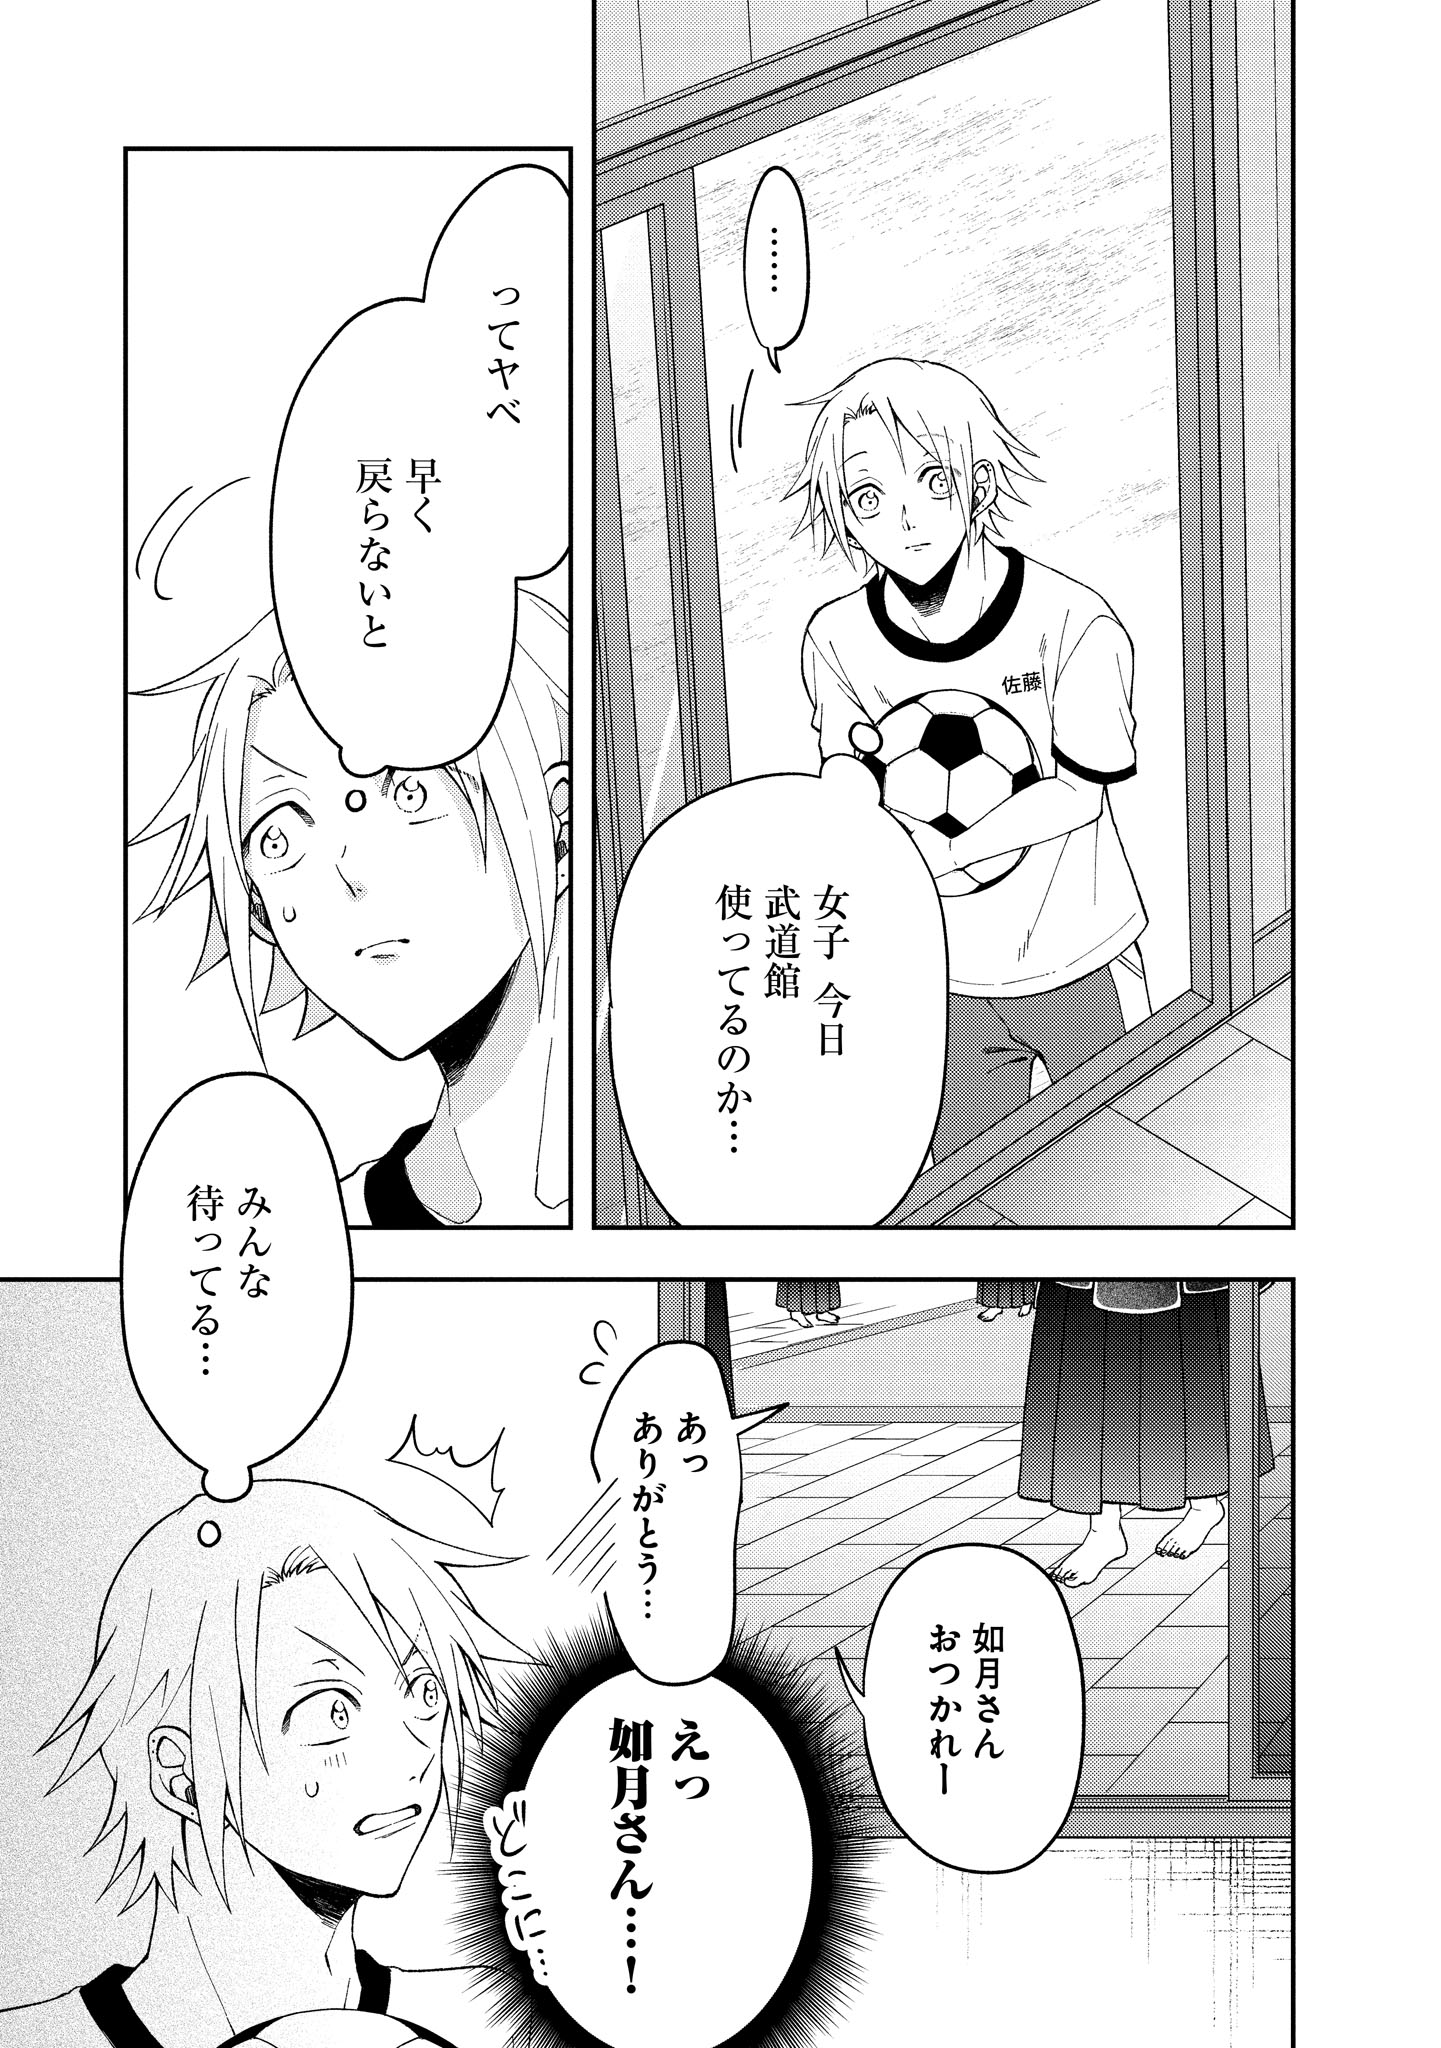 ……
佐藤
女子 今日
武道館
使ってるのか…
ってヤベ
早く
戻らないと
みんな
待ってる…
如月さん
おつかれー
あっ
ありがとう…
えっ
如月さん…！
どこに…